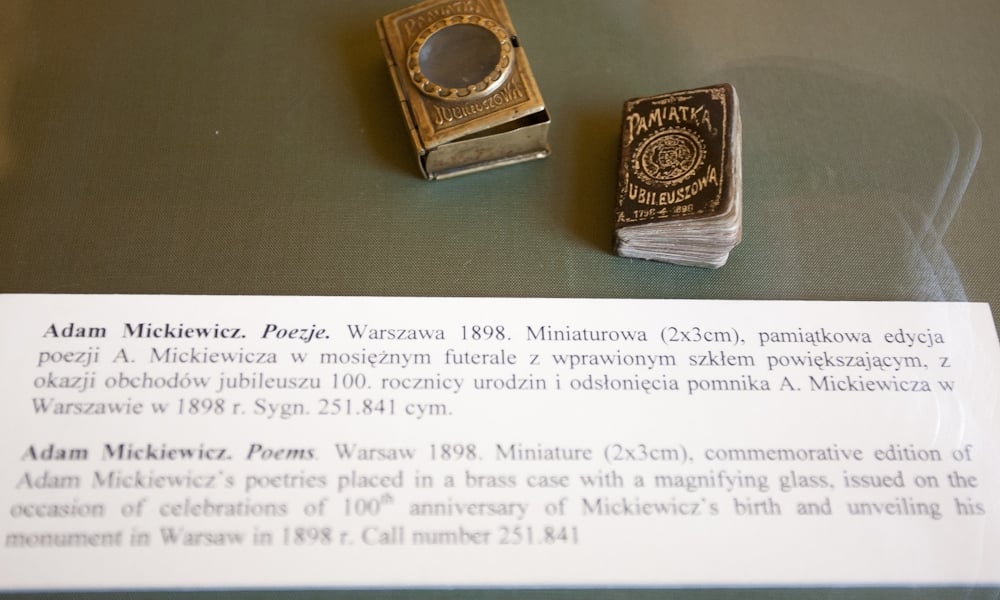 PAMIĄTKA
JUBILEUSZOWA
PAMIĄTKA
JUBILEUSZOWA
1798-1898
Adam Mickiewicz. Poezje. Warszawa 1898. Miniaturowa (2x3cm), pamiątkowa edycja
poezji A. Mickiewicza w mosiężnym futerale z wprawionym szkłem powiększającym, z
okazji obchodów jubileuszu 100. rocznicy urodzin i odsłonięcia pomnika A. Mickiewicza w
Warszawie w 1898 r. Sygn. 251.841 cym.
Adam Mickiewicz. Poems. Warsaw 1898. Miniature (2x3cm), commemorative edition of
Adam Mickiewicz's poetries placed in a brass case with a magnifying glass, issued on the
occasion of celebrations of 100th anniversary of Mickiewicz's birth and unveiling his
monument in Warsaw in 1898 r. Call number 251.841